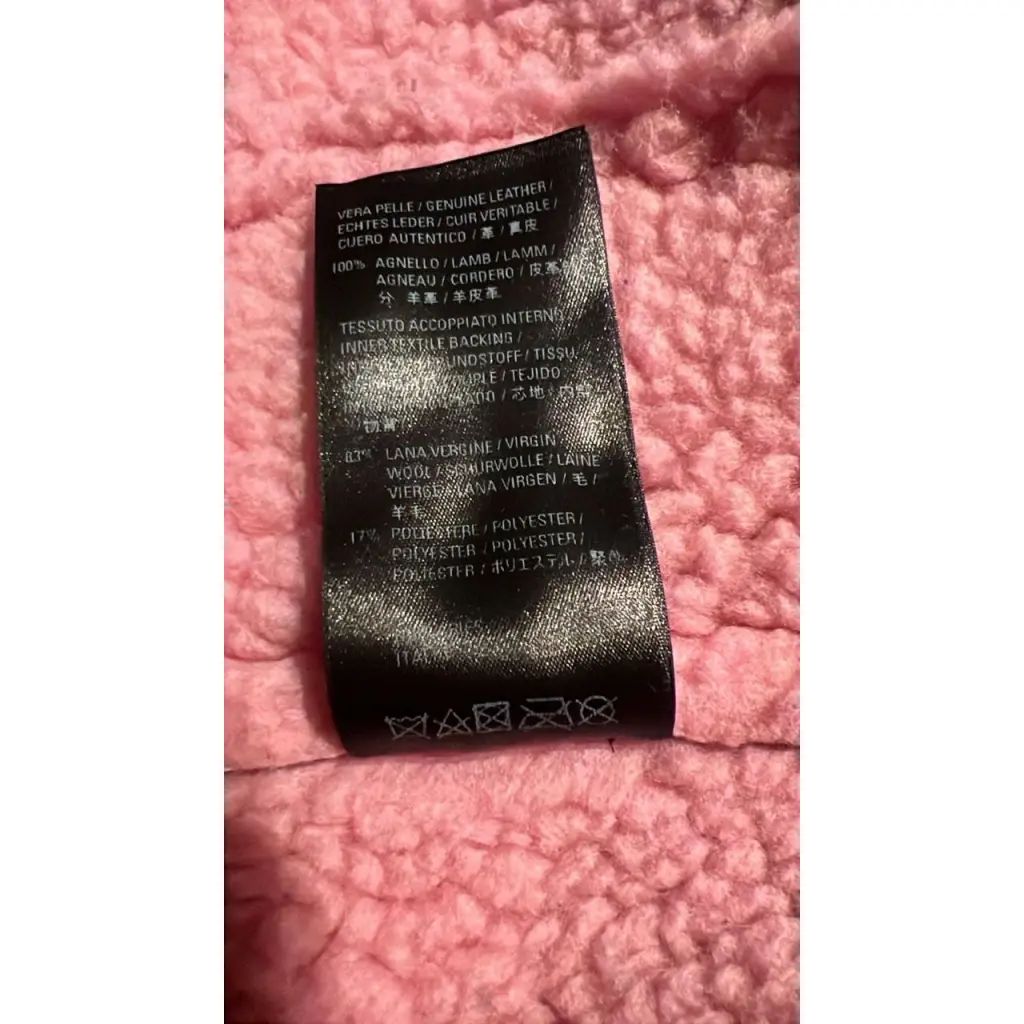 VERA PELLE / GENUINE LEATHER /
ECHTES LEDER / CUIR VERITABLE /
CUERO AUTENTICO / 革 / 真皮
100% AGNELLO / LAMB / LAMM /
AGNEAU / CORDERO / 皮革
分 羊革 / 羊皮革
TESSUTO ACCOPPIATO INTERNO
INNER TEXTILE BACKING /
/ TISSU
/ TEJIDO
/ 芯地
83% LANA VERGINE / VIRGIN
WOOL / SCHURWOLLE / LAINE
VIERGE / LANA VIRGEN / 毛 /
羊毛
17% POLIESTERE / POLYESTER /
POLYESTER / POLYESTER /
POLIESTER / ポリエステル /